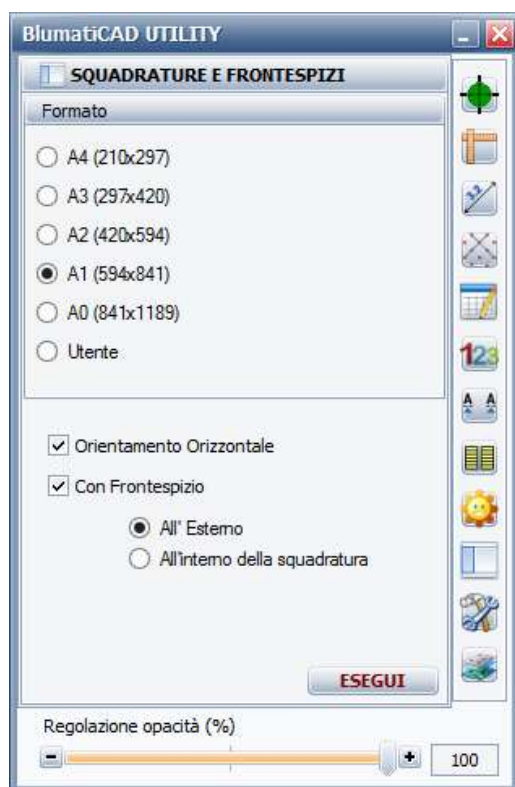 BlumatiCAD UTILITY
SQUADRATURE E FRONTESPIZI
Formato
A4 (210x297)
A3 (297x420)
A2 (420x594)
A1 (594x841)
A0 (841x1189)
Utente
Orientamento Orizzontale
Con Frontespizio
All' Esterno
All'interno della squadratura
ESEGUI
Regolazione opacità (%)
100
123
A A